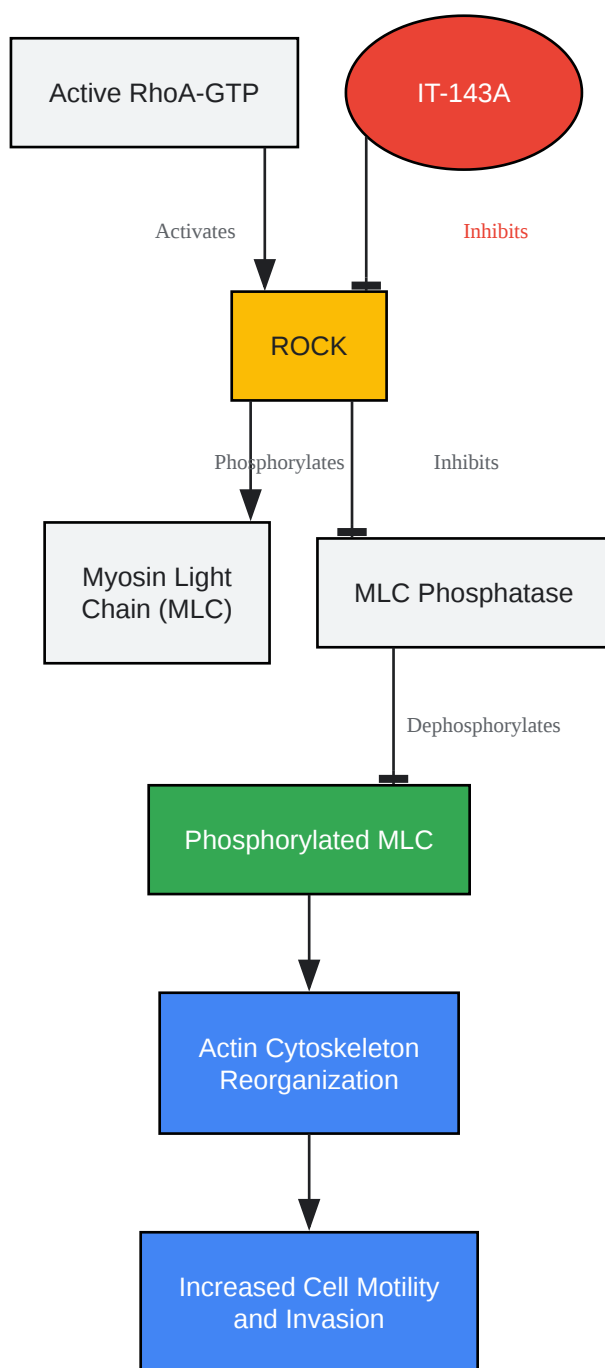 Active RhoA-GTP
IT-143A
Activates
Inhibits
ROCK
Phosphorylates
Inhibits
Myosin Light
Chain (MLC)
MLC Phosphatase
Dephosphorylates
Phosphorylated MLC
Actin Cytoskeleton
Reorganization
Increased Cell Motility
and Invasion